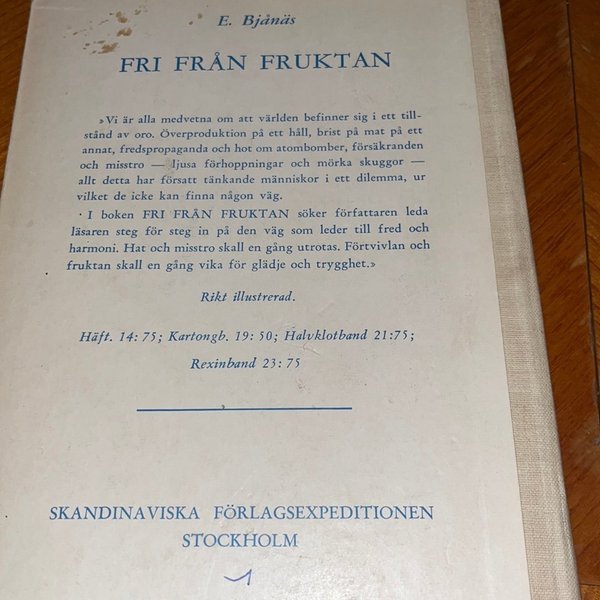 E. Bjånäs
FRI FRÅN FRUKTAN
»Vi är alla medvetna om att världen befinner sig i ett till-
stånd av oro. Överproduktion på ett håll, brist på mat på ett
annat, fredspropaganda och hot om atombomber, försäkranden
och misstro — ljusa förhoppningar och mörka skuggor —
allt detta har försatt tänkande människor i ett dilemma, ur
vilket de icke kan finna någon väg.
· I boken FRI FRÅN FRUKTAN söker författaren leda
läsaren steg för steg in på den väg som leder till fred och
harmoni. Hat och misstro skall en gång utrotas. Förtvivlan och
fruktan skall en gång vika för glädje och trygghet.»
Rikt illustrerad.
Häft. 14: 75; Kartongb. 19: 50; Halvklotband 21:75;
Rexinband 23: 75
SKANDINAVISKA FÖRLAGSEXPEDITIONEN
STOCKHOLM